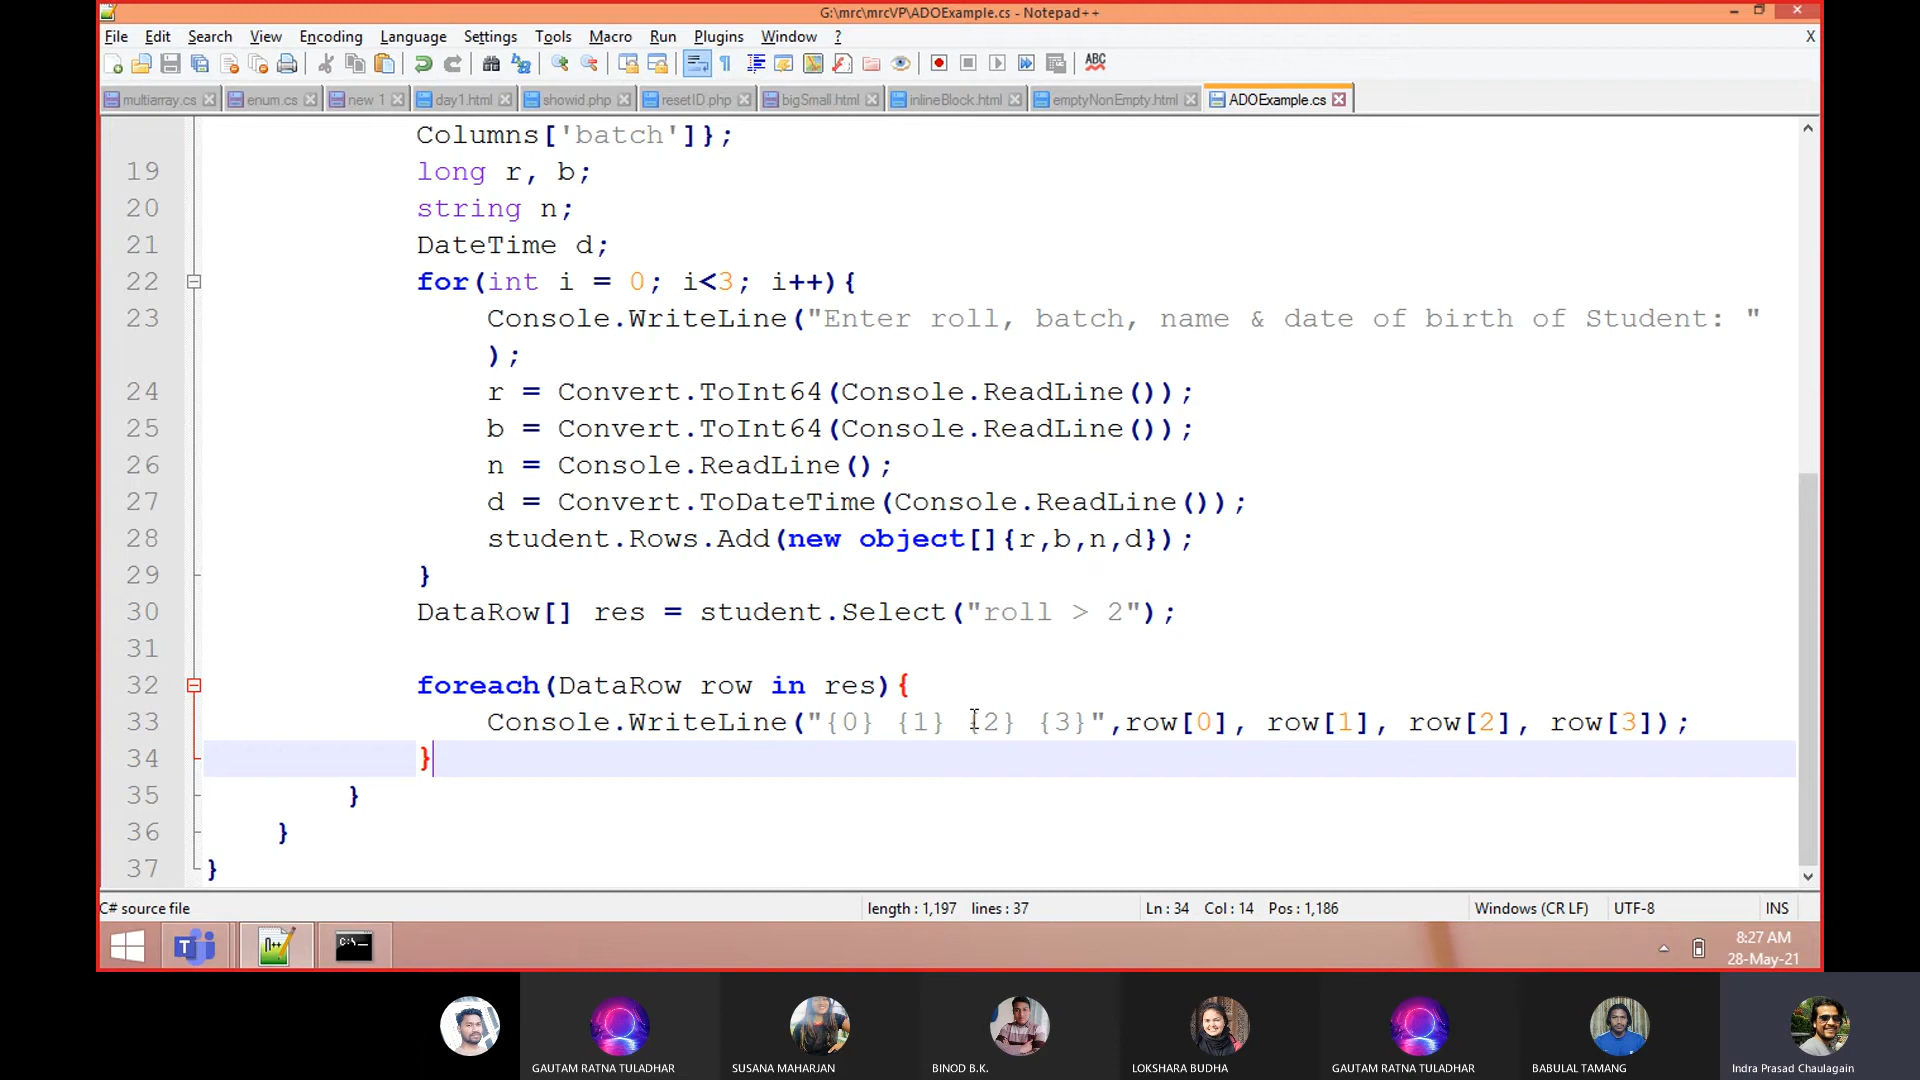 G:\mrc\mrcVP\ADOExample.cs - Notepad++
File Edit Search View Encoding Language Settings Tools Macro Run Plugins Window ? X
ABC
multiarray.cs enum.cs new 1 day1.html showid.php resetID.php bigSmall.html inlineBlock.html emptyNonEmpty.html ADOExample.cs
Columns['batch']};
19 long r, b;
20 string n;
21 DateTime d;
22 for(int i = 0; i<3; i++){
23 Console.WriteLine("Enter roll, batch, name & date of birth of Student: "
);
24 r = Convert.ToInt64(Console.ReadLine());
25 b = Convert.ToInt64(Console.ReadLine());
26 n = Console.ReadLine();
27 d = Convert.ToDateTime(Console.ReadLine());
28 student.Rows.Add(new object[]{r,b,n,d});
29 }
30 DataRow[] res = student.Select("roll > 2");
31
32 foreach(DataRow row in res){
33 Console.WriteLine("{0} {1} {2} {3}",row[0], row[1], row[2], row[3]);
34 }
35 }
36 }
37 }
C# source file length : 1,197 lines : 37 Ln : 34 Col : 14 Pos : 1,186 Windows (CR LF) UTF-8 INS
8:27 AM
28-May-21
GAUTAM RATNA TULADHAR SUSANA MAHARJAN BINOD B.K. LOKSHARA BUDHA GAUTAM RATNA TULADHAR BABULAL TAMANG Indra Prasad Chaulagain